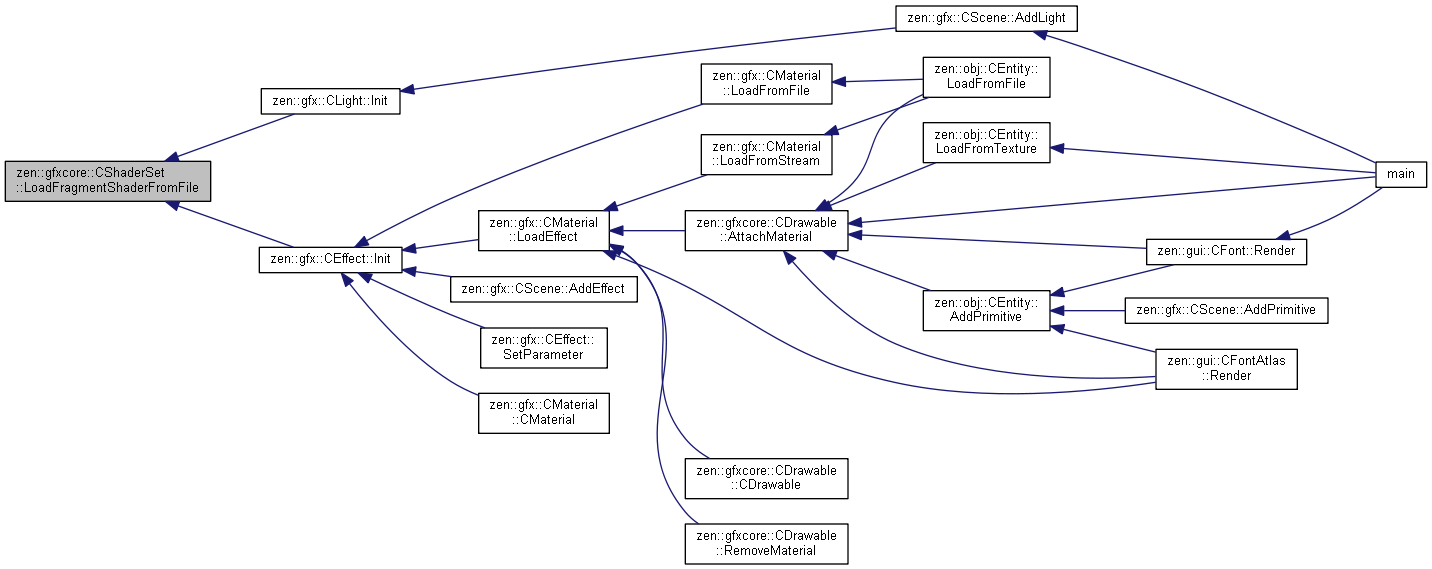 zen::gfxcore::CShaderSet
::LoadFragmentShaderFromFile
zen::gfx::CLight::Init
zen::gfx::CEffect::Init
zen::gfx::CScene::AddLight
zen::gfx::CMaterial
::LoadFromFile
zen::gfx::CMaterial
::LoadFromStream
zen::gfx::CMaterial
::LoadEffect
zen::gfx::CScene::AddEffect
zen::gfx::CEffect::
SetParameter
zen::gfx::CMaterial
::CMaterial
zen::obj::CEntity::
LoadFromFile
zen::obj::CEntity::
LoadFromTexture
zen::gfxcore::CDrawable
::AttachMaterial
zen::obj::CEntity::
AddPrimitive
zen::gfxcore::CDrawable
::CDrawable
zen::gfxcore::CDrawable
::RemoveMaterial
main
zen::gui::CFont::Render
zen::gfx::CScene::AddPrimitive
zen::gui::CFontAtlas
::Render